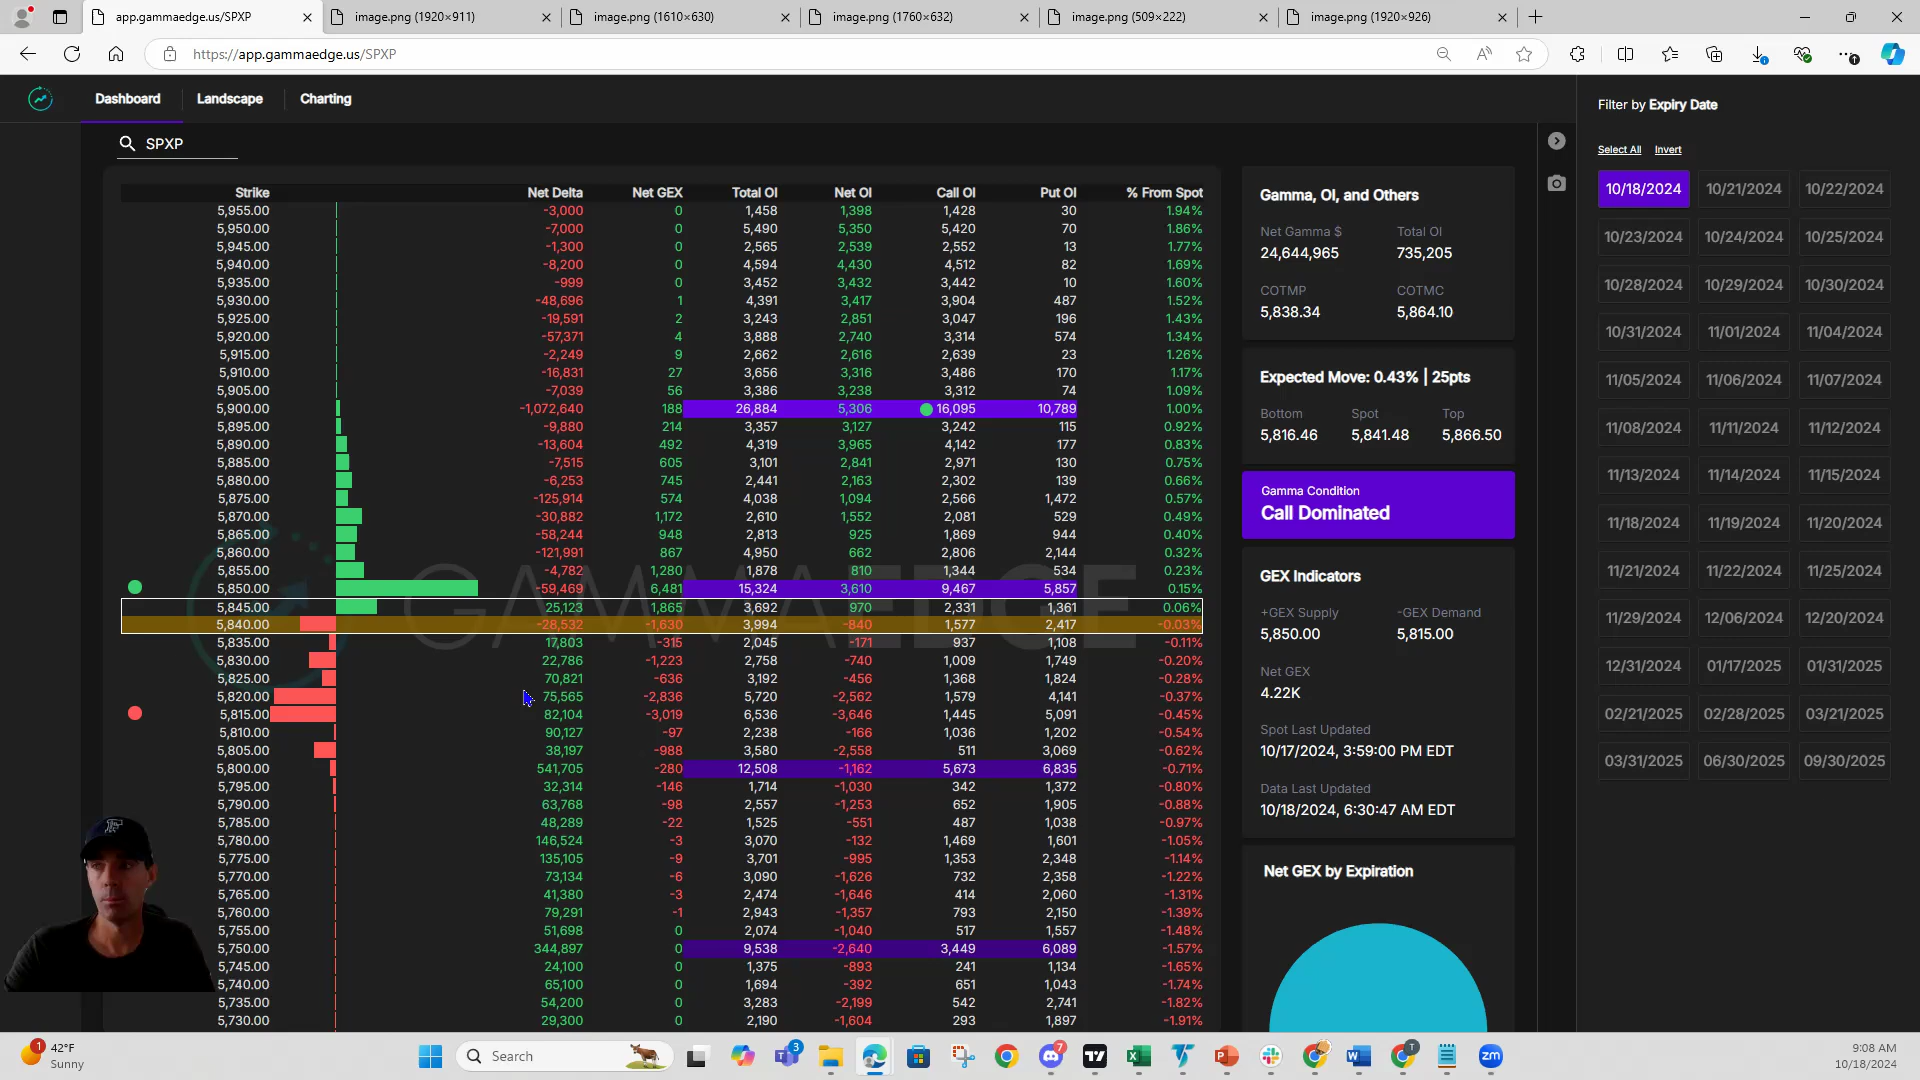 app.gammaedge.us/SPXP image.png (1920×911) image.png (1610×630) image.png (1760×632) image.png (509×222) image.png (1920×926)
https://app.gammaedge.us/SPXP
Dashboard Landscape Charting
SPXP
Strike Net Delta Net GEX Total OI Net OI Call OI Put OI % From Spot
5,955.00 -3,000 0 1,458 1,398 1,428 30 1.94%
5,950.00 -7,000 0 5,490 5,350 5,420 70 1.86%
5,945.00 -1,300 0 2,565 2,539 2,552 13 1.77%
5,940.00 -8,200 0 4,594 4,430 4,512 82 1.69%
5,935.00 -999 0 3,452 3,432 3,442 10 1.60%
5,930.00 -48,696 1 4,391 3,417 3,904 487 1.52%
5,925.00 -19,591 2 3,243 2,851 3,047 196 1.43%
5,920.00 -57,371 4 3,888 2,740 3,314 574 1.34%
5,915.00 -2,249 9 2,662 2,616 2,639 23 1.26%
5,910.00 -16,831 27 3,656 3,316 3,486 170 1.17%
5,905.00 -7,039 56 3,386 3,238 3,312 74 1.09%
5,900.00 -1,072,640 188 26,884 5,306 16,095 10,789 1.00%
5,895.00 -9,880 214 3,357 3,127 3,242 115 0.92%
5,890.00 -13,604 492 4,319 3,965 4,142 177 0.83%
5,885.00 -7,515 605 3,101 2,841 2,971 130 0.75%
5,880.00 -6,253 745 2,441 2,163 2,302 139 0.66%
5,875.00 -125,914 574 4,038 1,094 2,566 1,472 0.57%
5,870.00 -30,882 1,172 2,610 1,552 2,081 529 0.49%
5,865.00 -58,244 948 2,813 925 1,869 944 0.40%
5,860.00 -121,991 867 4,950 662 2,806 2,144 0.32%
5,855.00 -4,782 1,280 1,878 810 1,344 534 0.23%
5,850.00 -59,469 6,481 15,324 3,610 9,467 5,857 0.15%
5,845.00 25,123 1,865 3,692 970 2,331 1,361 0.06%
5,840.00 -28,532 -1,630 3,994 -840 1,577 2,417 -0.03%
5,835.00 17,803 -315 2,045 -171 937 1,108 -0.11%
5,830.00 22,786 -1,223 2,758 -740 1,009 1,749 -0.20%
5,825.00 70,821 -636 3,192 -456 1,368 1,824 -0.28%
5,820.00 75,565 -2,836 5,720 -2,562 1,579 4,141 -0.37%
5,815.00 82,104 -3,019 6,536 -3,646 1,445 5,091 -0.45%
5,810.00 90,127 -97 2,238 -166 1,036 1,202 -0.54%
5,805.00 38,197 -988 3,580 -2,558 511 3,069 -0.62%
5,800.00 541,705 -280 12,508 -1,162 5,673 6,835 -0.71%
5,795.00 32,314 -146 1,714 -1,030 342 1,372 -0.80%
5,790.00 63,768 -98 2,557 -1,253 652 1,905 -0.88%
5,785.00 48,289 -22 1,525 -551 487 1,038 -0.97%
5,780.00 146,524 -3 3,070 -132 1,469 1,601 -1.05%
5,775.00 135,105 -9 3,701 -995 1,353 2,348 -1.14%
5,770.00 73,134 -6 3,090 -1,626 732 2,358 -1.22%
5,765.00 41,380 -3 2,474 -1,646 414 2,060 -1.31%
5,760.00 79,291 -1 2,943 -1,357 793 2,150 -1.39%
5,755.00 51,698 0 2,074 -1,040 517 1,557 -1.48%
5,750.00 344,897 0 9,538 -2,640 3,449 6,089 -1.57%
5,745.00 24,100 0 1,375 -893 241 1,134 -1.65%
5,740.00 65,100 0 1,694 -392 651 1,043 -1.74%
5,735.00 54,200 0 3,283 -2,199 542 2,741 -1.82%
5,730.00 29,300 0 2,190 -1,604 293 1,897 -1.91%
GAMMAEDGE
Gamma, OI, and Others
Net Gamma $ Total OI
24,644,965 735,205
COTMP COTMC
5,838.34 5,864.10
Expected Move: 0.43% | 25pts
Bottom Spot Top
5,816.46 5,841.48 5,866.50
Gamma Condition
Call Dominated
GEX Indicators
+GEX Supply -GEX Demand
5,850.00 5,815.00
Net GEX
4.22K
Spot Last Updated
10/17/2024, 3:59:00 PM EDT
Data Last Updated
10/18/2024, 6:30:47 AM EDT
Net GEX by Expiration
Filter by Expiry Date
Select All Invert
10/18/2024 10/21/2024 10/22/2024
10/23/2024 10/24/2024 10/25/2024
10/28/2024 10/29/2024 10/30/2024
10/31/2024 11/01/2024 11/04/2024
11/05/2024 11/06/2024 11/07/2024
11/08/2024 11/11/2024 11/12/2024
11/13/2024 11/14/2024 11/15/2024
11/18/2024 11/19/2024 11/20/2024
11/21/2024 11/22/2024 11/25/2024
11/29/2024 12/06/2024 12/20/2024
12/31/2024 01/17/2025 01/31/2025
02/21/2025 02/28/2025 03/21/2025
03/31/2025 06/30/2025 09/30/2025
1
42°F
Sunny
Search
3
7
zm
9:08 AM
10/18/2024